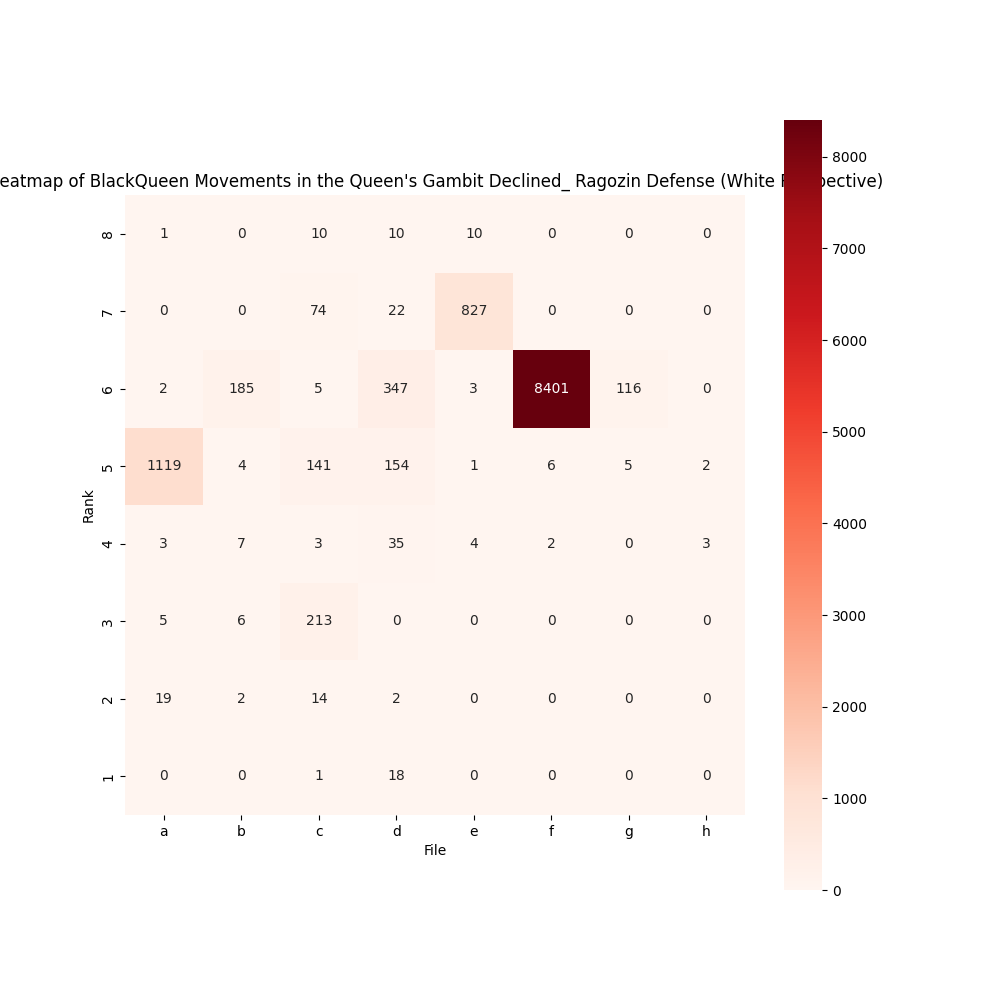 eatmap of BlackQueen Movements in the Queen's Gambit Declined_ Ragozin Defense (White pective)
8000
7000
6000
5000
4000
3000
2000
1000
0
8 1 0 10 10 10 0 0 0
7 0 0 74 22 827 0 0 0
6 2 185 5 347 3 8401 116 0
5 1119 4 141 154 1 6 5 2
Rank
4 3 7 3 35 4 2 0 3
3 5 6 213 0 0 0 0 0
2 19 2 14 2 0 0 0 0
1 0 0 1 18 0 0 0 0
a b c d e f g h
File